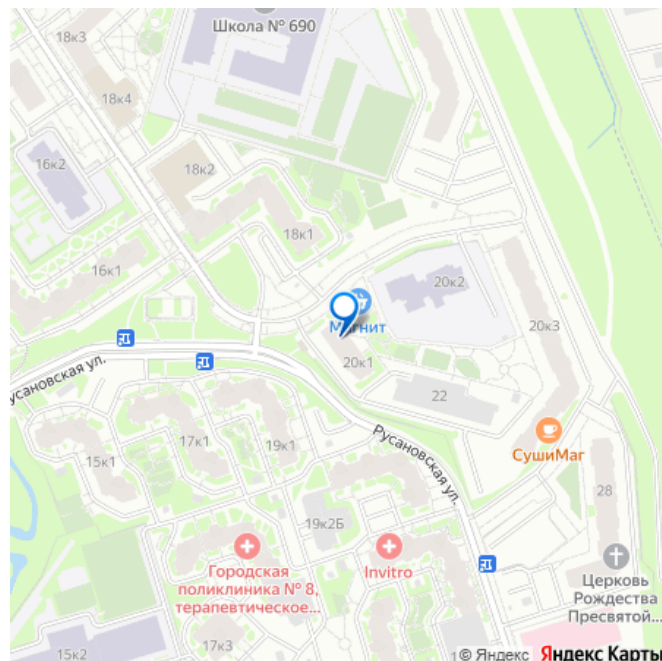 18к3
Школа № 690
18к4
16к2
18к2
18к1
16к1
20к2
Магнит
20к3
20к1
22
усановская ул.
Русановская ул.
СушиМаг
15к1
17к1
19к1
28
19к2Б
Городская
поликлиника № 8,
терапевтическое...
Invitro
Церковь
Рождества
Пресвятой...
15к2
17к3
© Яндекс Яндекс Карты